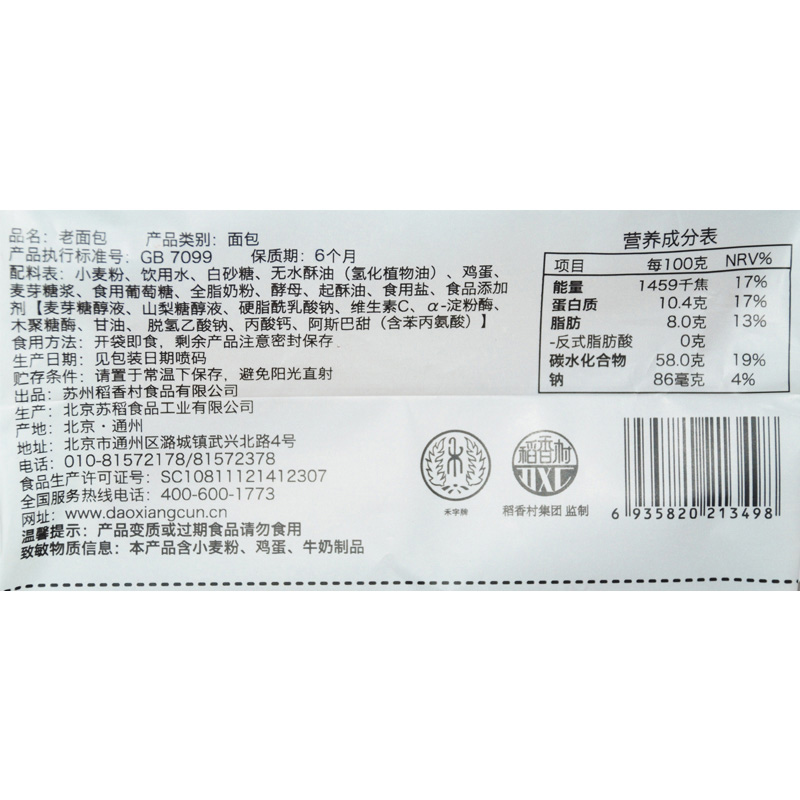 品名：老面包 产品类别：面包
产品执行标准号：GB 7099 保质期：6个月
配料表：小麦粉、饮用水、白砂糖、无水酥油（氢化植物油）、鸡蛋、
麦芽糖浆、食用葡萄糖、全脂奶粉、酵母、起酥油、食用盐、食品添加
剂【麦芽糖醇液、山梨糖醇液、硬脂酰乳酸钠、维生素C、α-淀粉酶、
木聚糖酶、甘油、脱氢乙酸钠、丙酸钙、阿斯巴甜（含苯丙氨酸）】
食用方法：开袋即食，剩余产品注意密封保存.
生产日期：见包装日期喷码
贮存条件：请置于常温下保存，避免阳光直射
出品：苏州稻香村食品有限公司
生产：北京苏稻食品工业有限公司
产地：北京·通州
地址：北京市通州区潞城镇武兴北路4号
电话：010-81572178/81572378
食品生产许可证号：SC10811121412307
全国服务热线电话：400-600-1773
网址：www.daoxiangcun.cn
温馨提示：产品变质或过期食品请勿食用
致敏物质信息：本产品含小麦粉、鸡蛋、牛奶制品
营养成分表
项目 每100克 NRV%
能量 1459千焦 17%
蛋白质 10.4克 17%
脂肪 8.0克 13%
-反式脂肪酸 0克
碳水化合物 58.0克 19%
钠 86毫克 4%
禾字牌
稻香村
DXC
稻香村集团 监制
6 935820 213498